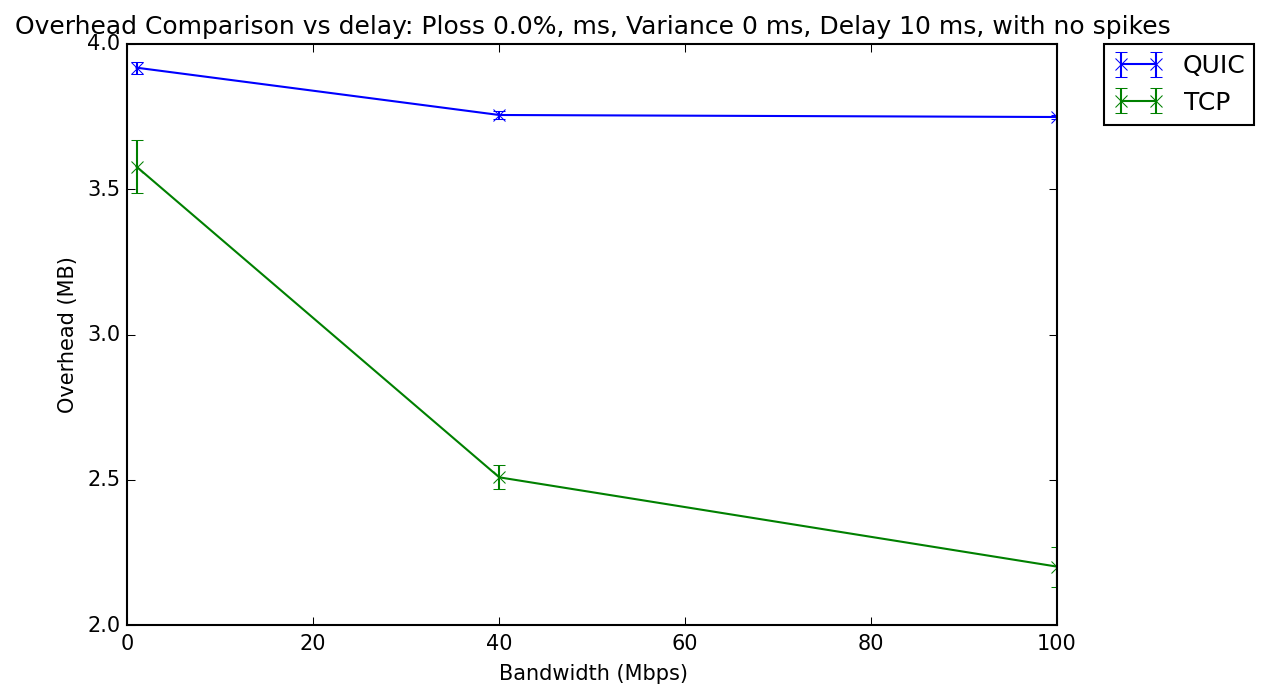 Overhead Comparison vs delay: Ploss 0.0%, ms, Variance 0 ms, Delay 10 ms, with no spikes
4.0
3.5
3.0
2.5
2.0
Overhead (MB)
0 20 40 60 80 100
Bandwidth (Mbps)
QUIC
TCP